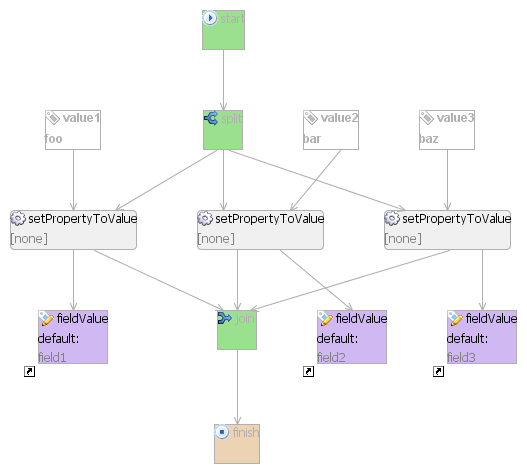 start
value1
foo
split
value2
bar
value3
baz
setPropertyToValue
[none]
setPropertyToValue
[none]
setPropertyToValue
[none]
fieldValue
default:
field1
join
fieldValue
default:
field2
fieldValue
default:
field3
finish